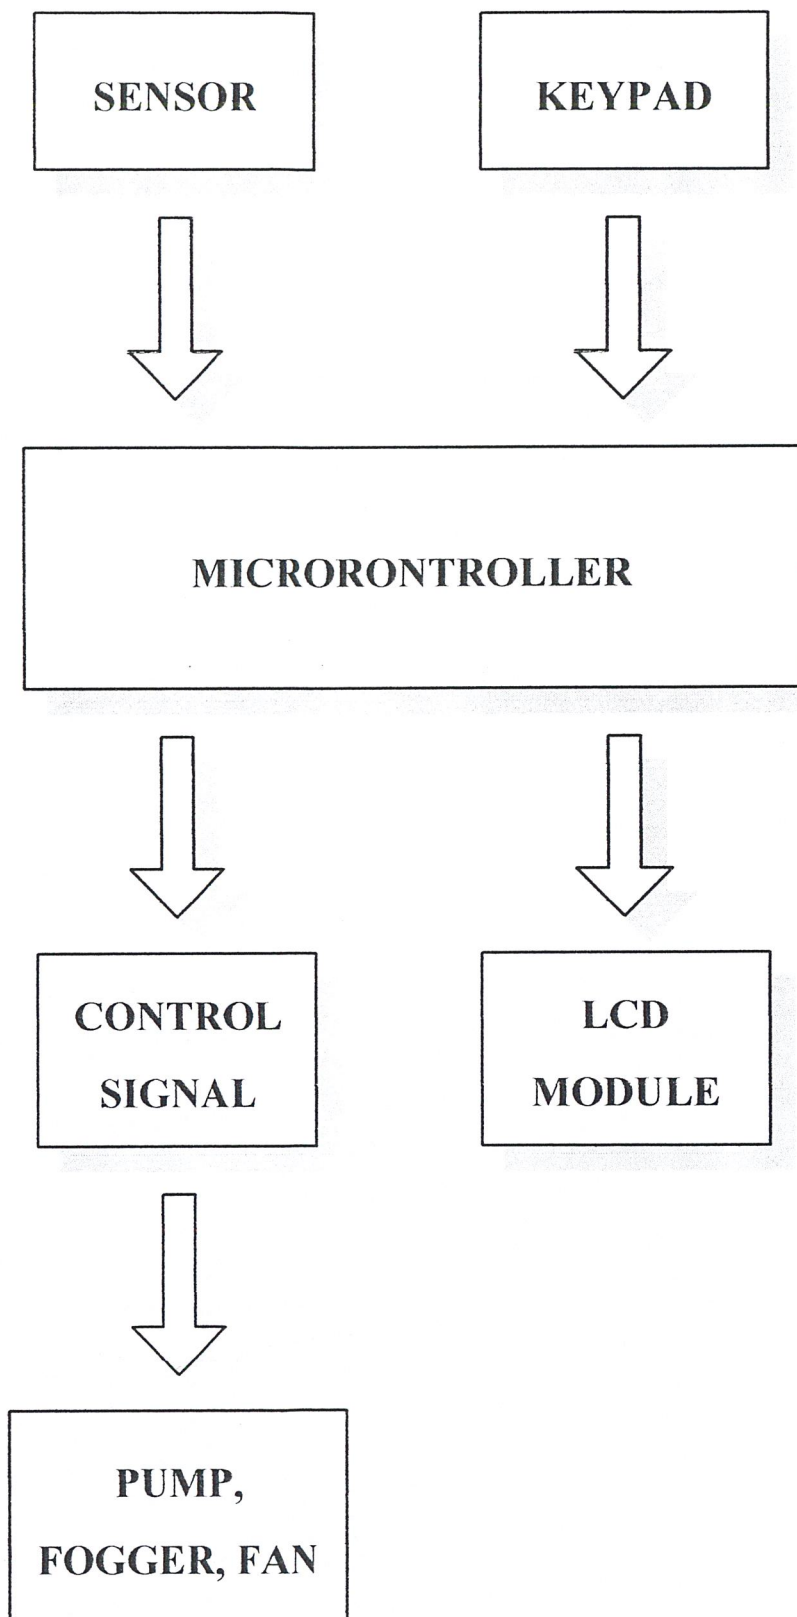 SENSOR
KEYPAD
MICRORONTROLLER
CONTROL
SIGNAL
LCD
MODULE
PUMP,
FOGGER, FAN